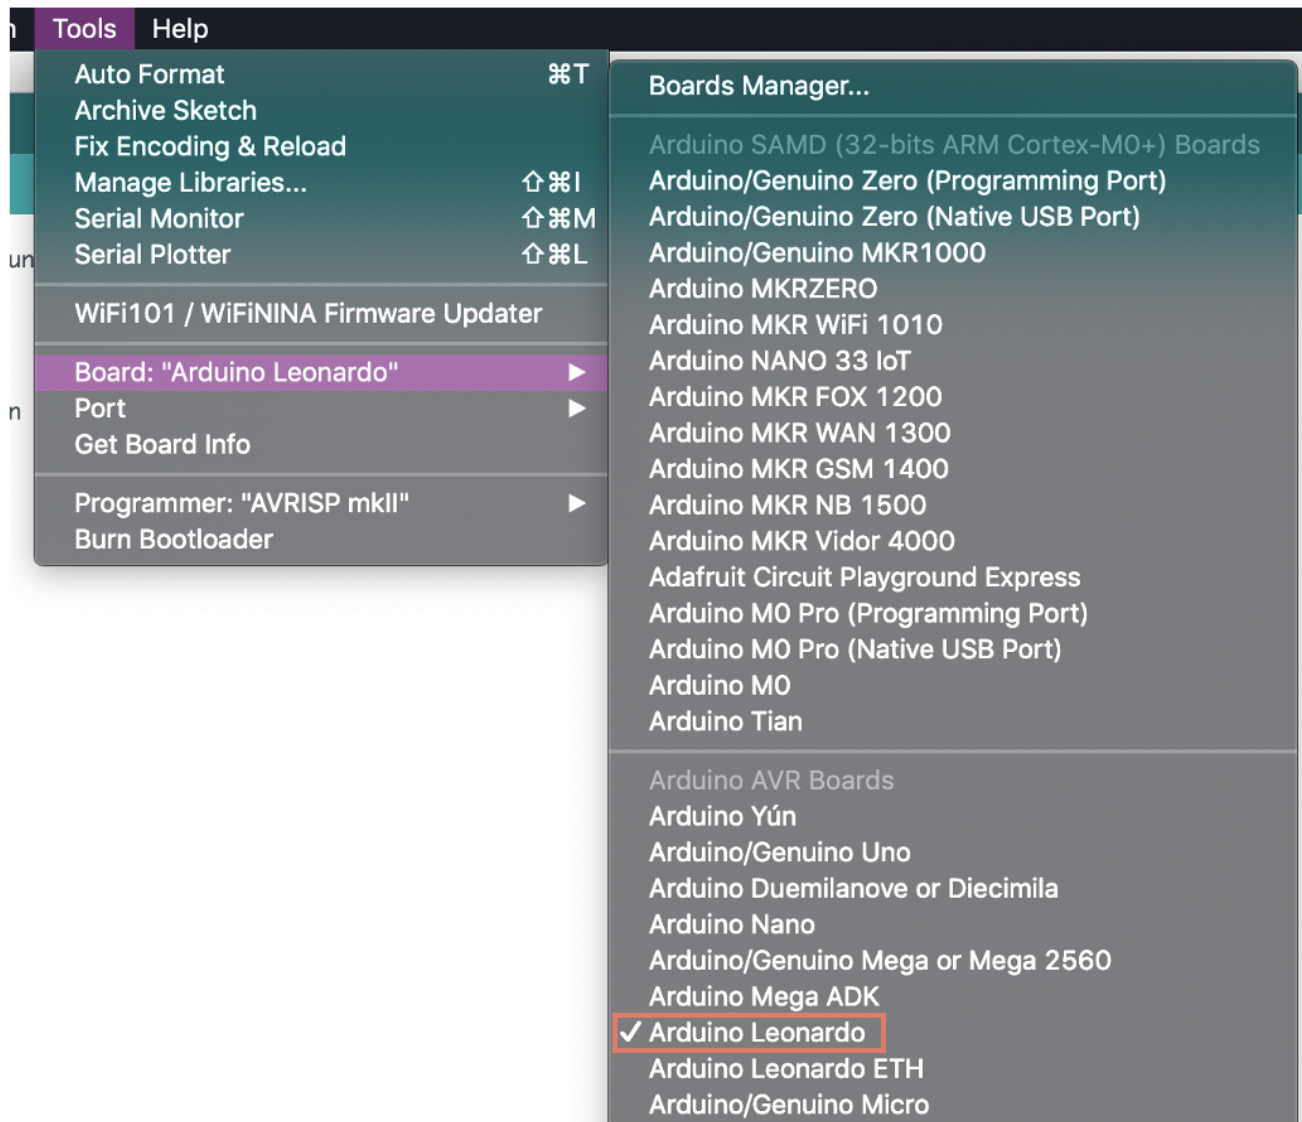 Tools Help
Auto Format ⌘T
Archive Sketch
Fix Encoding & Reload
Manage Libraries... ⇧⌘I
Serial Monitor ⇧⌘M
Serial Plotter ⇧⌘L
WiFi101 / WiFiNINA Firmware Updater
Board: "Arduino Leonardo" ▶
Port ▶
Get Board Info
Programmer: "AVRISP mkII" ▶
Burn Bootloader
Boards Manager...
Arduino SAMD (32-bits ARM Cortex-M0+) Boards
Arduino/Genuino Zero (Programming Port)
Arduino/Genuino Zero (Native USB Port)
Arduino/Genuino MKR1000
Arduino MKRZERO
Arduino MKR WiFi 1010
Arduino NANO 33 IoT
Arduino MKR FOX 1200
Arduino MKR WAN 1300
Arduino MKR GSM 1400
Arduino MKR NB 1500
Arduino MKR Vidor 4000
Adafruit Circuit Playground Express
Arduino M0 Pro (Programming Port)
Arduino M0 Pro (Native USB Port)
Arduino M0
Arduino Tian
Arduino AVR Boards
Arduino Yún
Arduino/Genuino Uno
Arduino Duemilanove or Diecimila
Arduino Nano
Arduino/Genuino Mega or Mega 2560
Arduino Mega ADK
✓ Arduino Leonardo
Arduino Leonardo ETH
Arduino/Genuino Micro